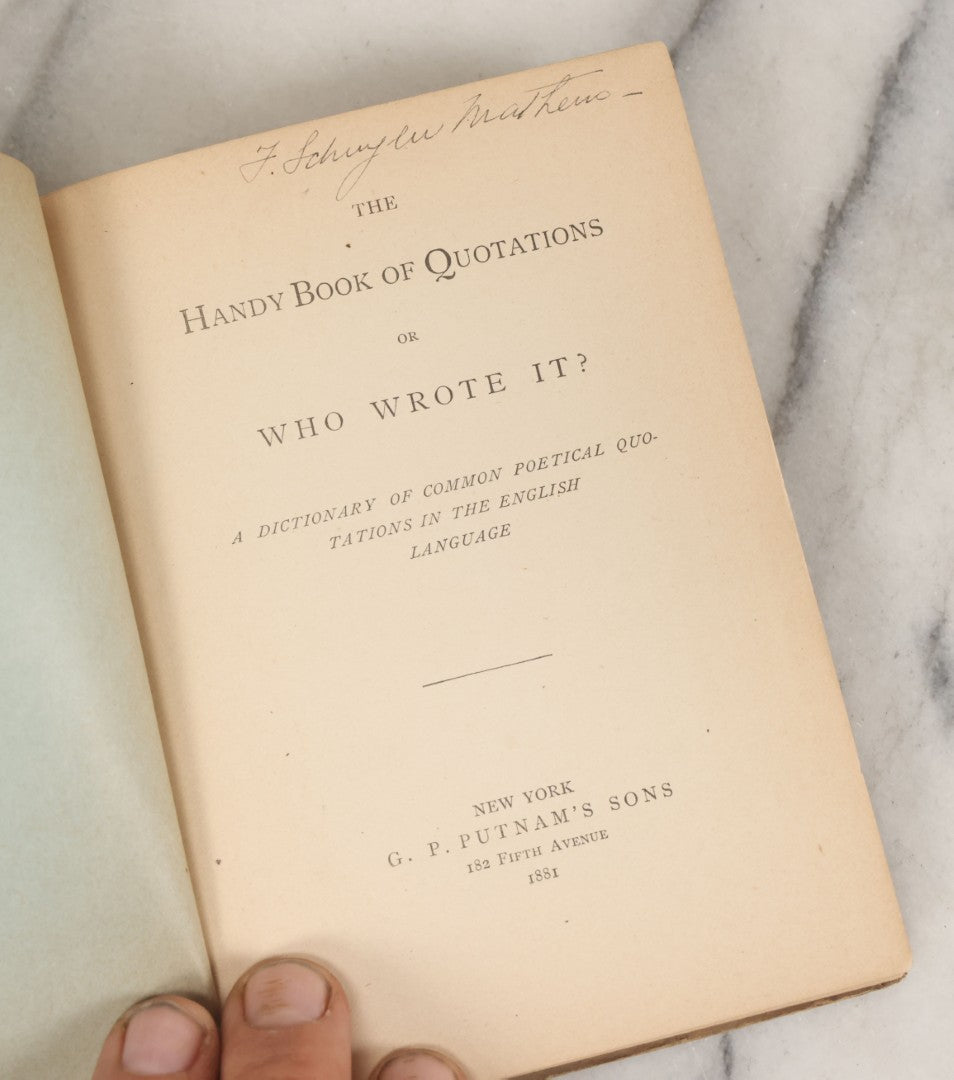 F. Schuyler Mathews
THE
HANDY BOOK OF QUOTATIONS
OR
WHO WROTE IT?
A DICTIONARY OF COMMON POETICAL QUO-
TATIONS IN THE ENGLISH
LANGUAGE
NEW YORK
G. P. PUTNAM'S SONS
182 FIFTH AVENUE
1881